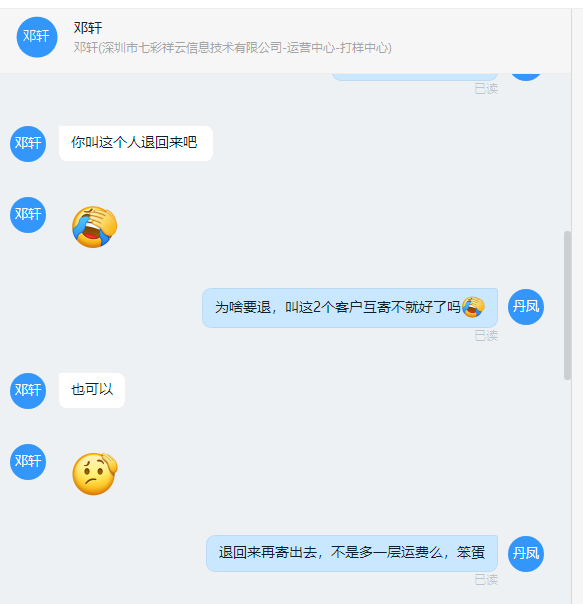 邓轩
邓轩
邓轩(深圳市七彩祥云信息技术有限公司-运营中心-打样中心)
已读
邓轩
你叫这个人退回来吧
邓轩
为啥要退，叫这2个客户互寄不就好了吗
丹凤
已读
邓轩
也可以
邓轩
退回来再寄出去，不是多一层运费么，笨蛋
丹凤
已读